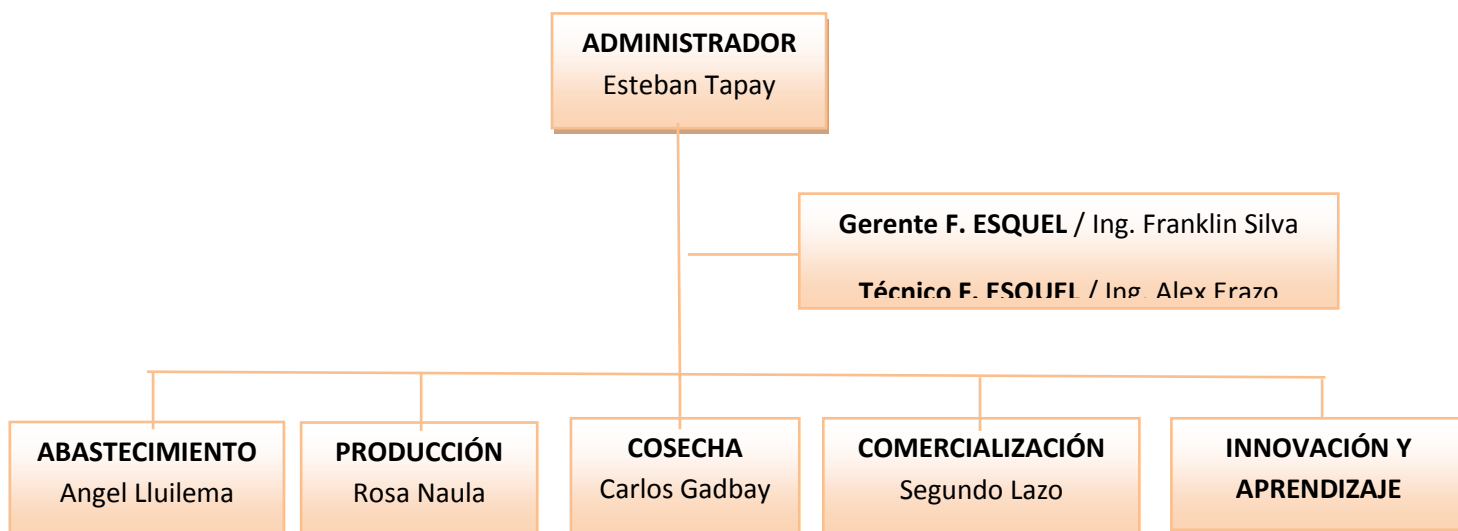 ADMINISTRADOR
Esteban Tapay
Gerente F. ESQUEL / Ing. Franklin Silva
Técnico F. ESQUEL / Ing. Alex Erazo
ABASTECIMIENTO
Angel Lluilema
PRODUCCIÓN
Rosa Naula
COSECHA
Carlos Gadbay
COMERCIALIZACIÓN
Segundo Lazo
INNOVACIÓN Y
APRENDIZAJE